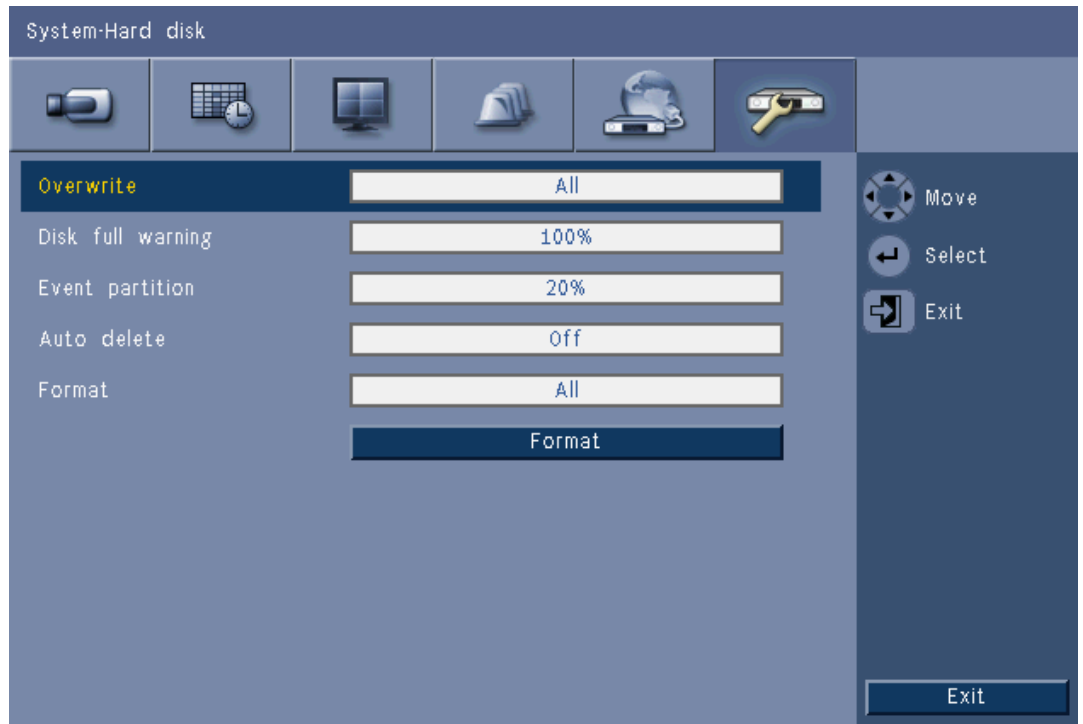 System-Hard disk
Overwrite All
Disk full warning 100%
Event partition 20%
Auto delete Off
Format All
Format
Move
Select
Exit
Exit